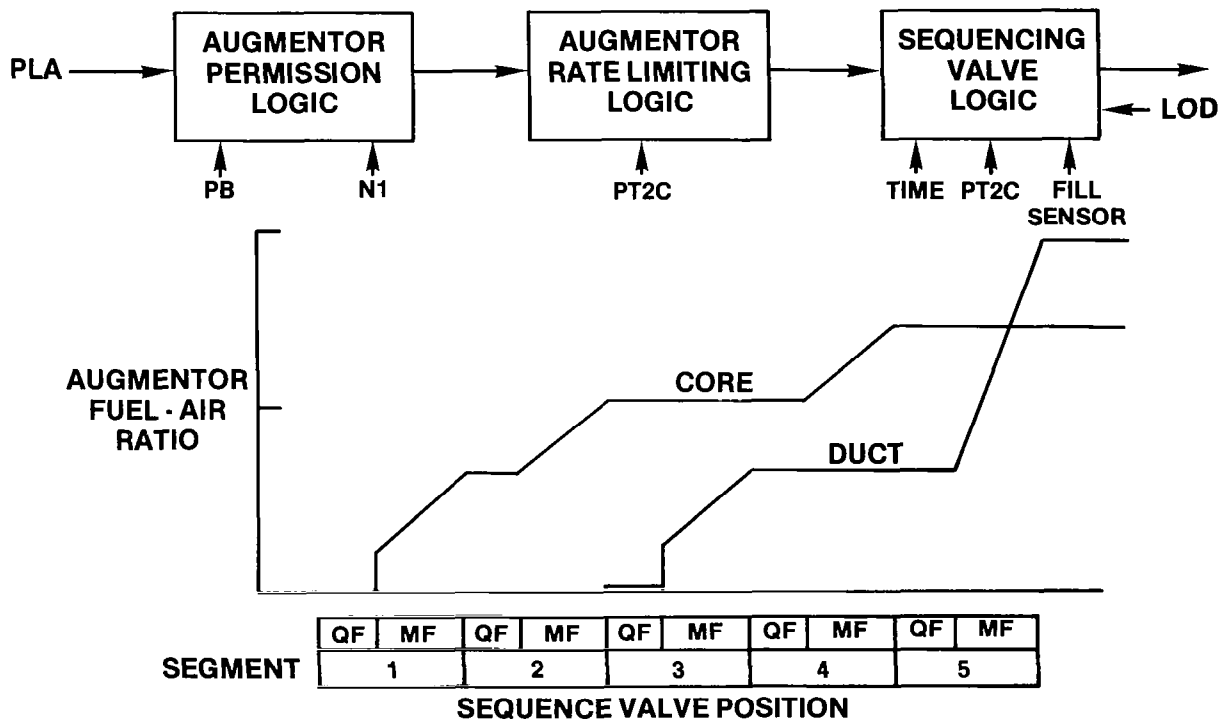 PLA
AUGMENTOR
PERMISSION
LOGIC
AUGMENTOR
RATE LIMITING
LOGIC
SEQUENCING
VALVE
LOGIC
LOD
PB
N1
PT2C
TIME
PT2C
FILL
SENSOR
AUGMENTOR
FUEL - AIR
RATIO
CORE
DUCT
QF MF QF MF QF MF QF MF QF MF
SEGMENT 1 2 3 4 5
SEQUENCE VALVE POSITION